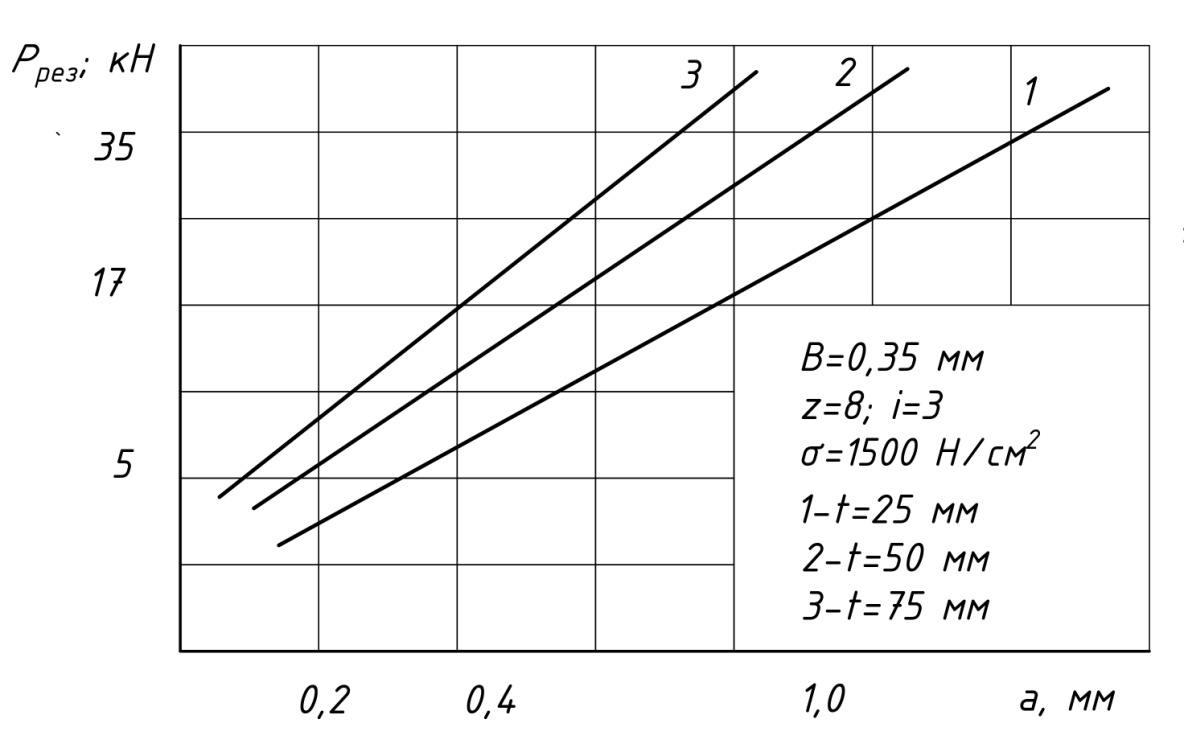 Pрез; кН
3
2
1
35
17
5
B=0,35 мм
z=8; i=3
σ=1500 Н/см²
1-t=25 мм
2-t=50 мм
3-t=75 мм
0,2 0,4 1,0 a, мм